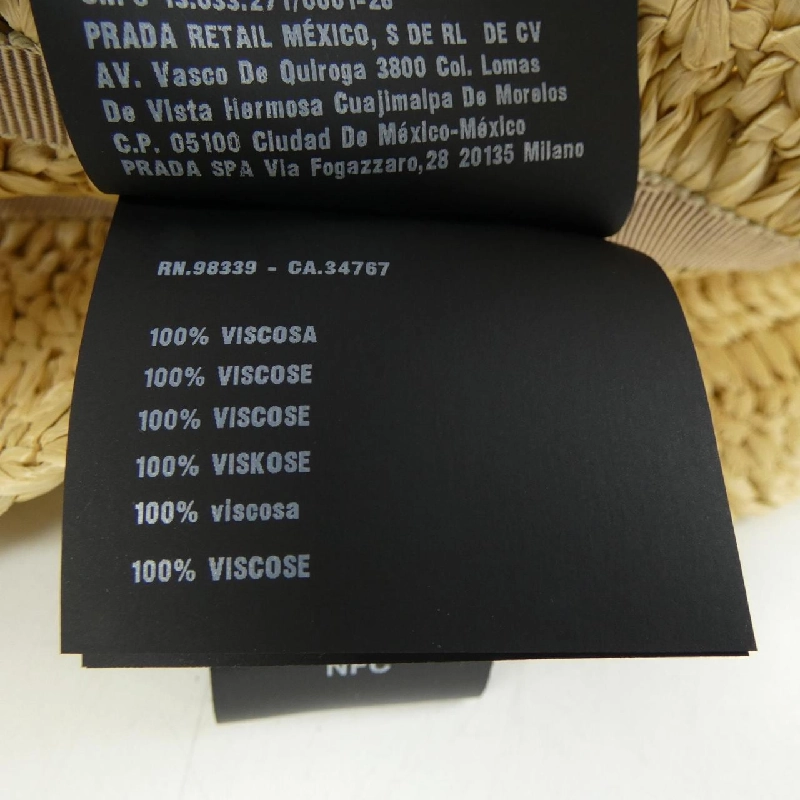 PRADA RETAIL MÉXICO, S DE RL DE CV
AV. Vasco De Quiroga 3800 Col. Lomas
De Vista Hermosa Cuajimalpa De Morelos
C.P. 05100 Ciudad De México-México
PRADA SPA Via Fogazzaro,28 20135 Milano
RN.98339 - CA.34767
100% VISCOSA
100% VISCOSE
100% VISCOSE
100% VISKOSE
100% viscosa
100% VISCOSE
NFC